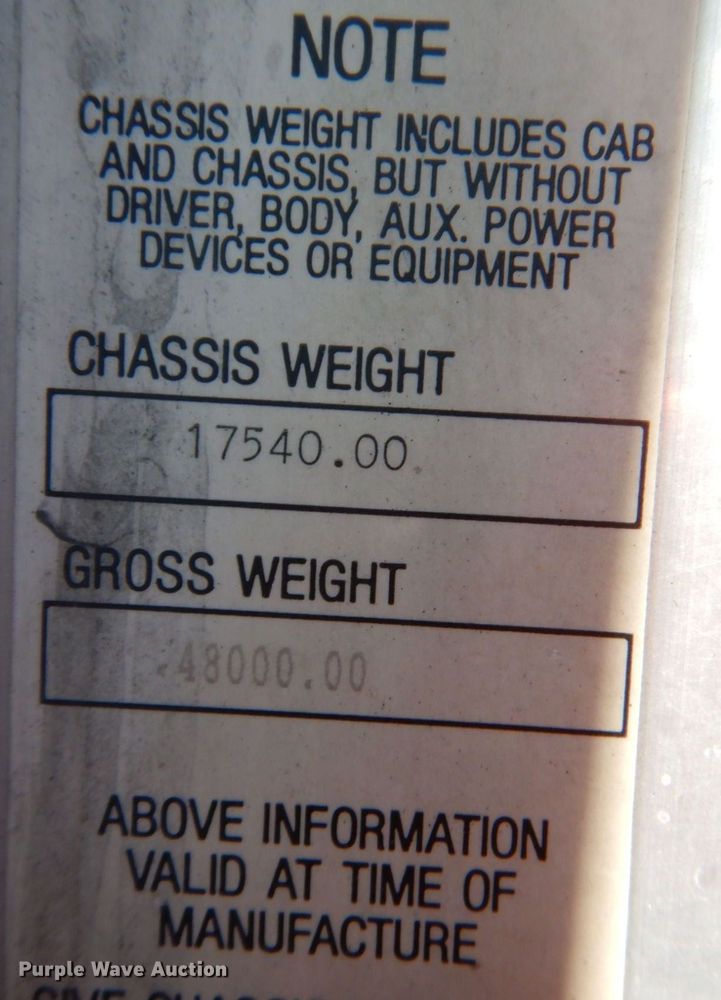 NOTE
CHASSIS WEIGHT INCLUDES CAB
AND CHASSIS, BUT WITHOUT
DRIVER, BODY, AUX. POWER
DEVICES OR EQUIPMENT
CHASSIS WEIGHT
17540.00
GROSS WEIGHT
48000.00
ABOVE INFORMATION
VALID AT TIME OF
MANUFACTURE
Purple Wave Auction